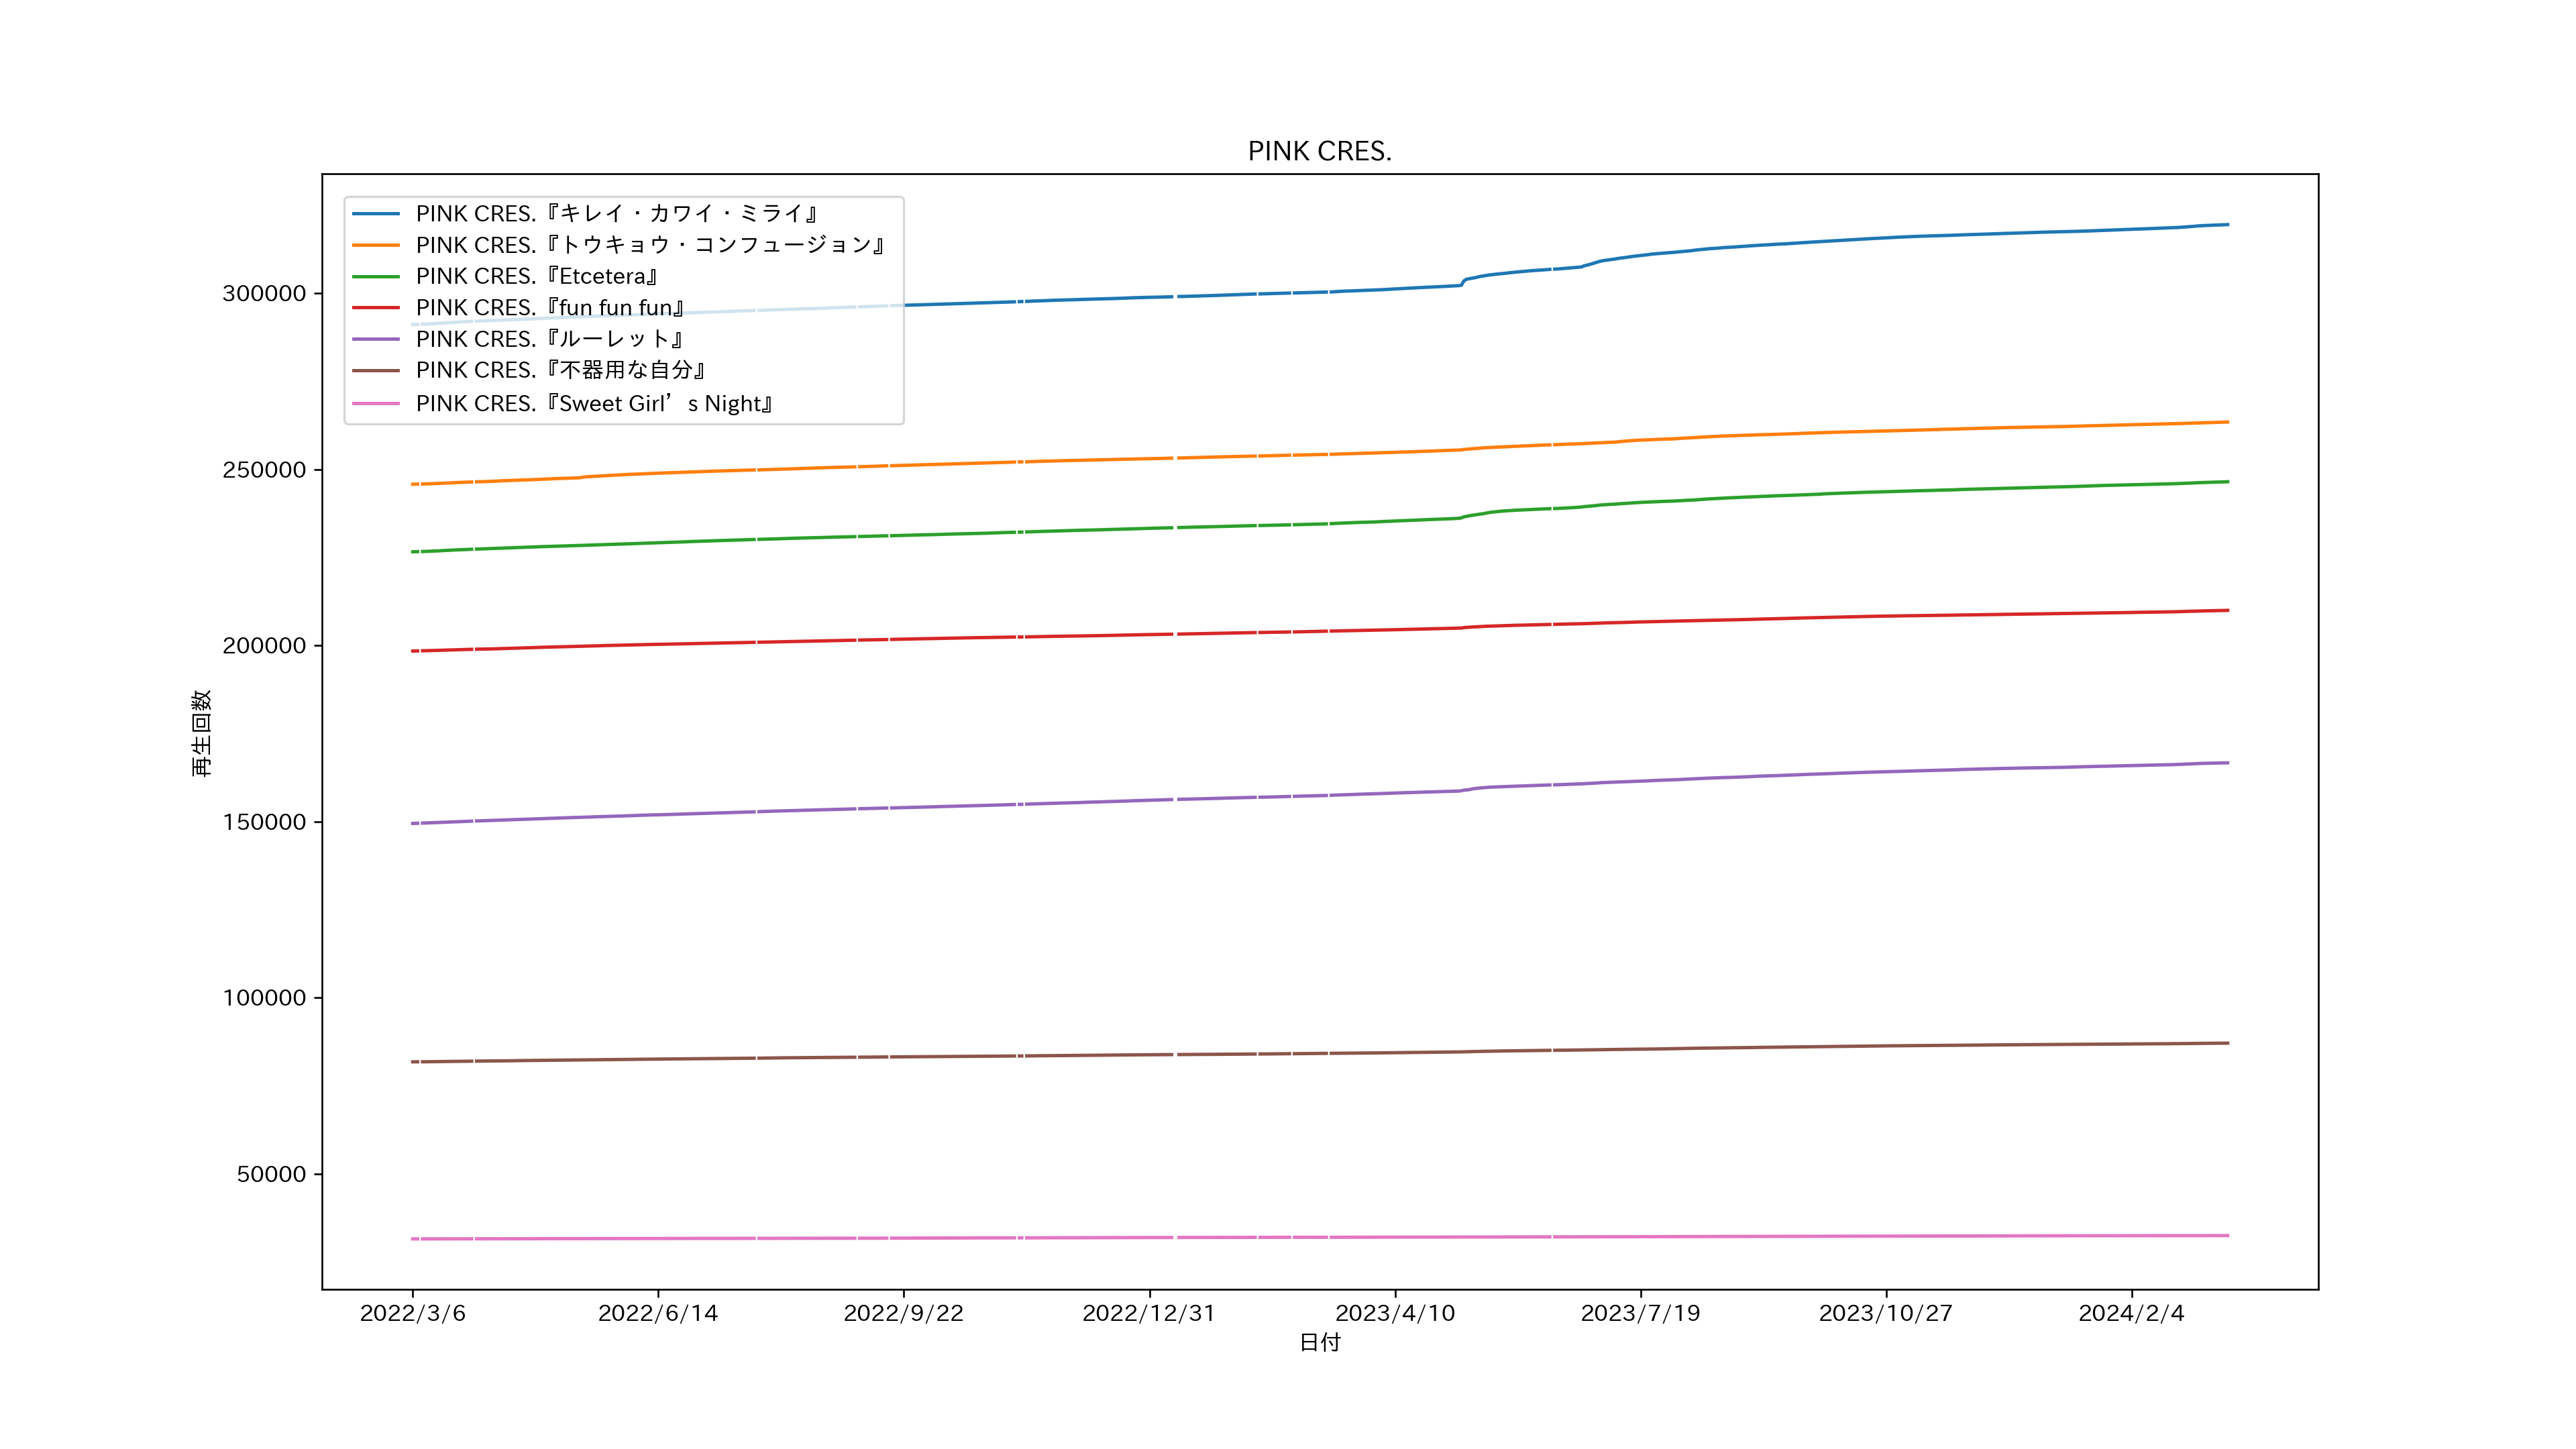 PINK CRES.
PINK CRES.『キレイ・カワイ・ミライ』
PINK CRES.『トウキョウ・コンフュージョン』
PINK CRES.『Etcetera』
PINK CRES.『fun fun fun』
PINK CRES.『ルーレット』
PINK CRES.『不器用な自分』
PINK CRES.『Sweet Girl’s Night』
300000
250000
200000
150000
100000
50000
再生回数
2022/3/6
2022/6/14
2022/9/22
2022/12/31
2023/4/10
2023/7/19
2023/10/27
2024/2/4
日付